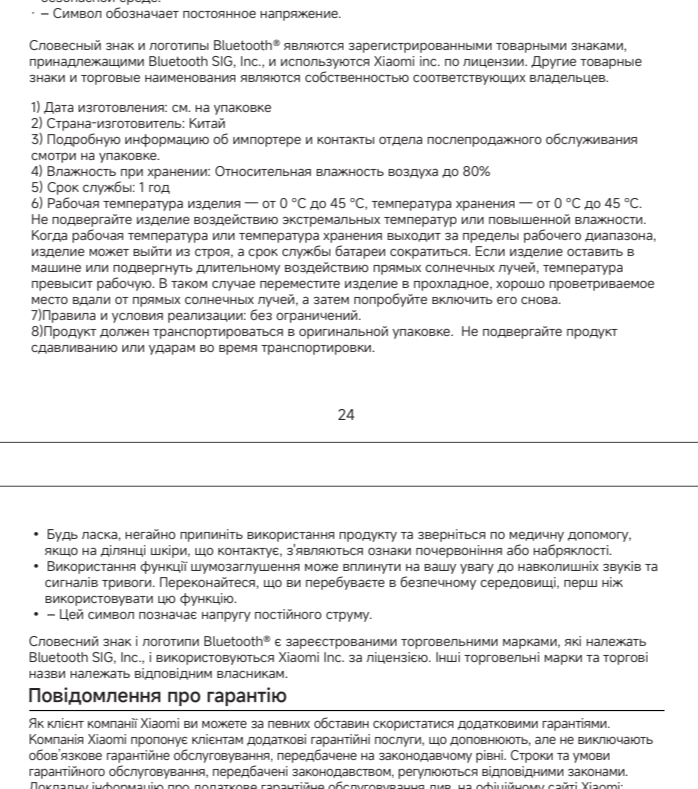 безопасной среде.
· – Символ обозначает постоянное напряжение.
Словесный знак и логотипы Bluetooth® являются зарегистрированными товарными знаками,
принадлежащими Bluetooth SIG, Inc., и используются Xiaomi inc. по лицензии. Другие товарные
знаки и торговые наименования являются собственностью соответствующих владельцев.
1) Дата изготовления: см. на упаковке
2) Страна-изготовитель: Китай
3) Подробную информацию об импортере и контакты отдела послепродажного обслуживания
смотри на упаковке.
4) Влажность при хранении: Относительная влажность воздуха до 80%
5) Срок службы: 1 год
6) Рабочая температура изделия — от 0 °C до 45 °C, температура хранения — от 0 °C до 45 °C.
Не подвергайте изделие воздействию экстремальных температур или повышенной влажности.
Когда рабочая температура или температура хранения выходит за пределы рабочего диапазона,
изделие может выйти из строя, а срок службы батареи сократиться. Если изделие оставить в
машине или подвергнуть длительному воздействию прямых солнечных лучей, температура
превысит рабочую. В таком случае переместите изделие в прохладное, хорошо проветриваемое
место вдали от прямых солнечных лучей, а затем попробуйте включить его снова.
7)Правила и условия реализации: без ограничений.
8)Продукт должен транспортироваться в оригинальной упаковке.  Не подвергайте продукт
сдавливанию или ударам во время транспортировки.
24
• Будь ласка, негайно припиніть використання продукту та зверніться по медичну допомогу,
якщо на ділянці шкіри, що контактує, з'являються ознаки почервоніння або набряклості.
• Використання функції шумозаглушення може вплинути на вашу увагу до навколишніх звуків та
сигналів тривоги. Переконайтеся, що ви перебуваєте в безпечному середовищі, перш ніж
використовувати цю функцію.
• – Цей символ позначає напругу постійного струму.
Словесний знак і логотипи Bluetooth® є зареєстрованими торговельними марками, які належать
Bluetooth SIG, Inc., і використовуються Xiaomi Inc. за ліцензією. Інші торговельні марки та торгові
назви належать відповідним власникам.
Повідомлення про гарантію
Як клієнт компанії Xiaomi ви можете за певних обставин скористатися додатковими гарантіями.
Компанія Xiaomi пропонує клієнтам додаткові гарантійні послуги, що доповнюють, але не виключають
обов'язкове гарантійне обслуговування, передбачене на законодавчому рівні. Строки та умови
гарантійного обслуговування, передбачені законодавством, регулюються відповідними законами.
Докладну інформацію про додаткове гарантійне обслуговування див. на офіційному сайті Xiaomi: